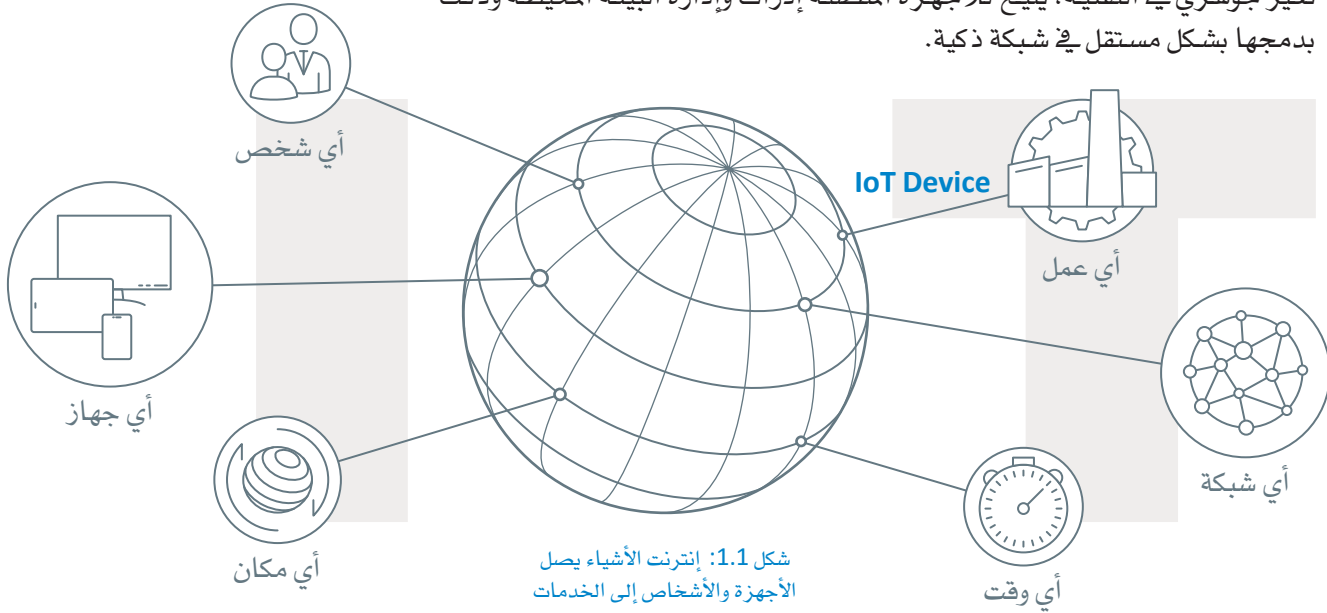 بدمجها بشكل مستقل في شبكة ذكية.
أي شخص
IoT Device
أي عمل
أي جهاز
أي شبكة
أي مكان
أي وقت
شكل 1.1: إنترنت الأشياء يصل
الأجهزة والأشخاص إلى الخدمات